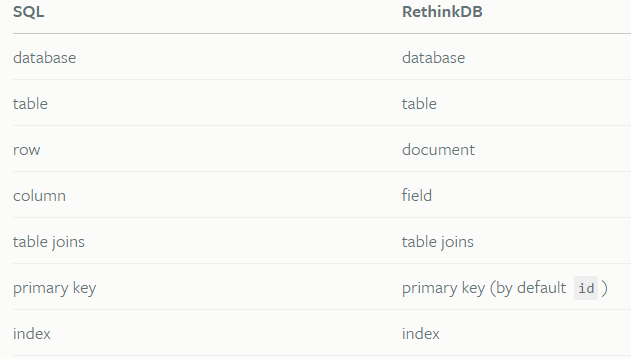 SQL RethinkDB
database database
table table
row document
column field
table joins table joins
primary key primary key (by default id)
index index